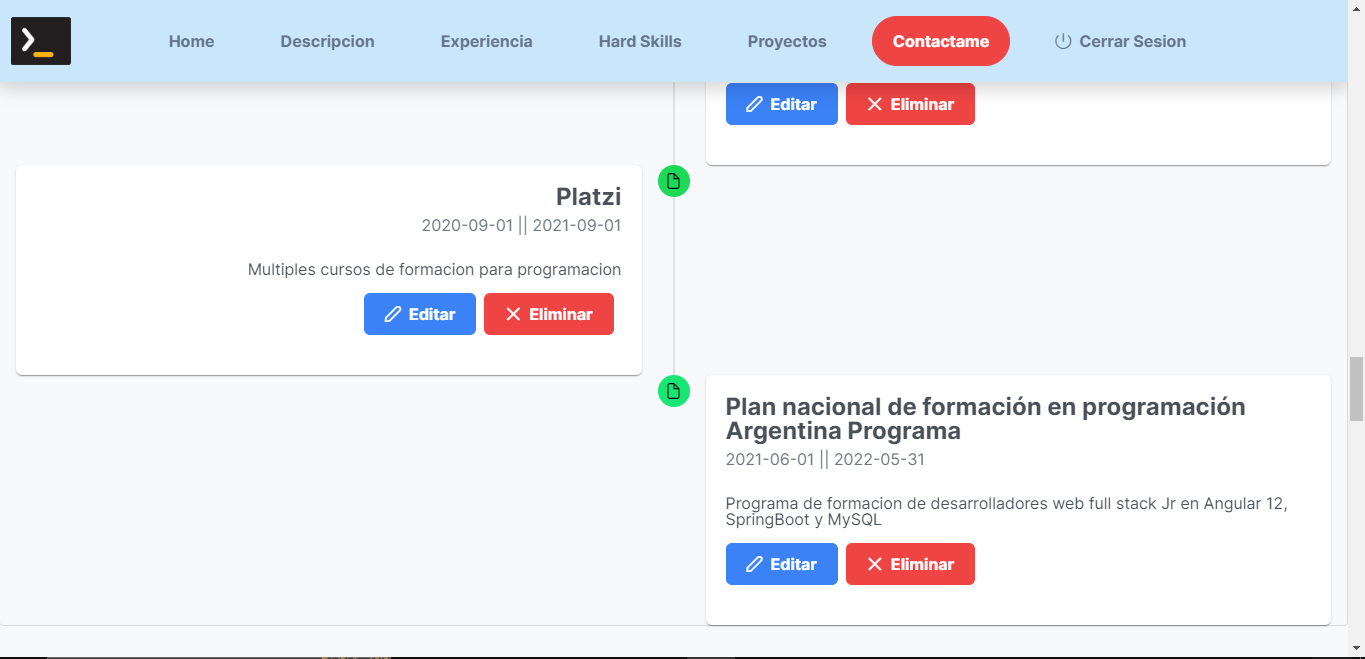 Home Descripcion Experiencia Hard Skills Proyectos Contactame Cerrar Sesion
Editar Eliminar
Platzi
2020-09-01 || 2021-09-01
Multiples cursos de formacion para programacion
Editar Eliminar
Plan nacional de formación en programación
Argentina Programa
2021-06-01 || 2022-05-31
Programa de formacion de desarrolladores web full stack Jr en Angular 12,
SpringBoot y MySQL
Editar Eliminar